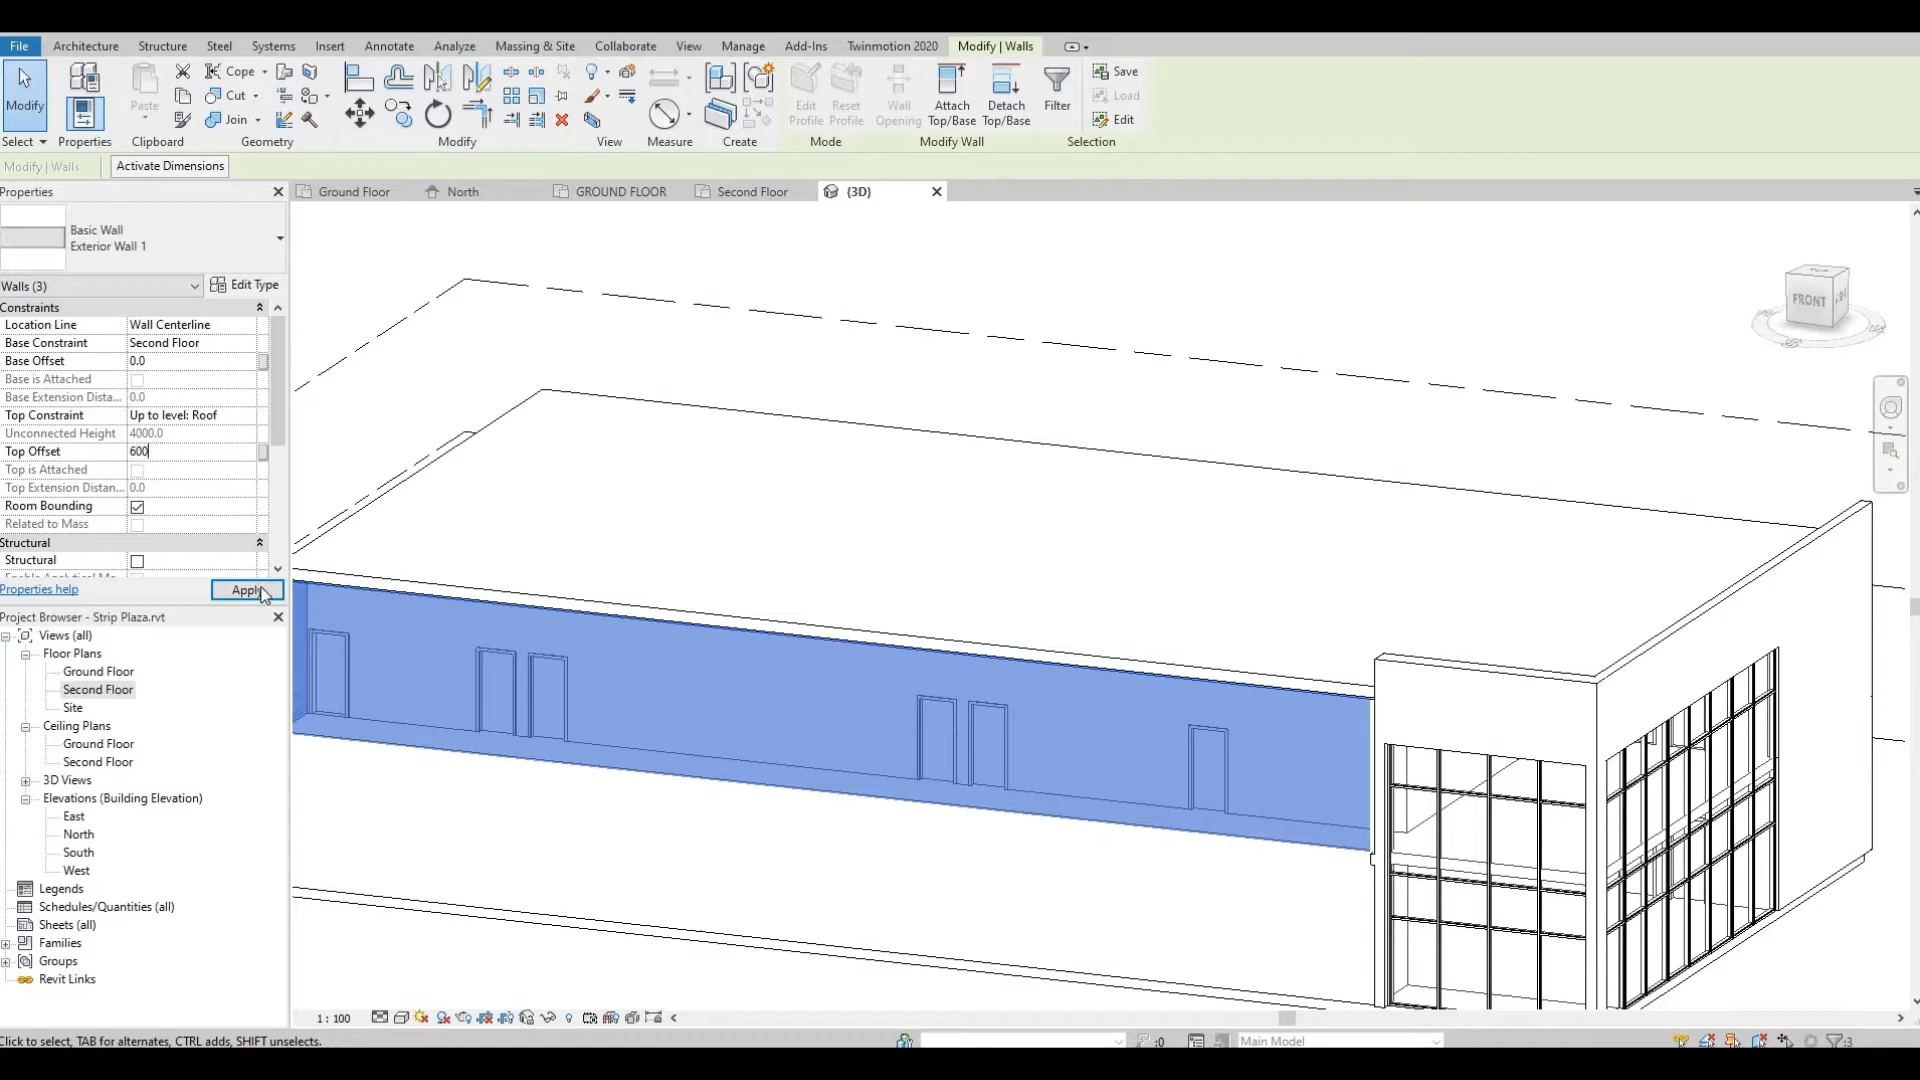 File Architecture Structure Steel Systems Insert Annotate Analyze Massing & Site Collaborate View Manage Add-Ins Twinmotion 2020 Modify | Walls
Modify
Paste
Cope
Cut
Join
Edit Profile
Reset Profile
Wall Opening
Attach Top/Base
Detach Top/Base
Filter
Save
Load
Edit
Select Properties Clipboard Geometry Modify View Measure Create Mode Modify Wall Selection
Modify | Walls Activate Dimensions
Properties
Ground Floor North GROUND FLOOR Second Floor {3D}
Basic Wall
Exterior Wall 1
Walls (3) Edit Type
Constraints
Location Line Wall Centerline
Base Constraint Second Floor
Base Offset 0.0
Base is Attached
Base Extension Dista... 0.0
Top Constraint Up to level: Roof
Unconnected Height 4000.0
Top Offset 600
Top is Attached
Top Extension Distan... 0.0
Room Bounding
Related to Mass
Structural
Structural
Properties help Apply
Project Browser - Strip Plaza.rvt
Views (all)
Floor Plans
Ground Floor
Second Floor
Site
Ceiling Plans
Ground Floor
Second Floor
3D Views
Elevations (Building Elevation)
East
North
South
West
Legends
Schedules/Quantities (all)
Sheets (all)
Families
Groups
Revit Links
FRONT
1 : 100
Click to select, TAB for alternates, CTRL adds, SHIFT unselects.
:0
Main Model
:3